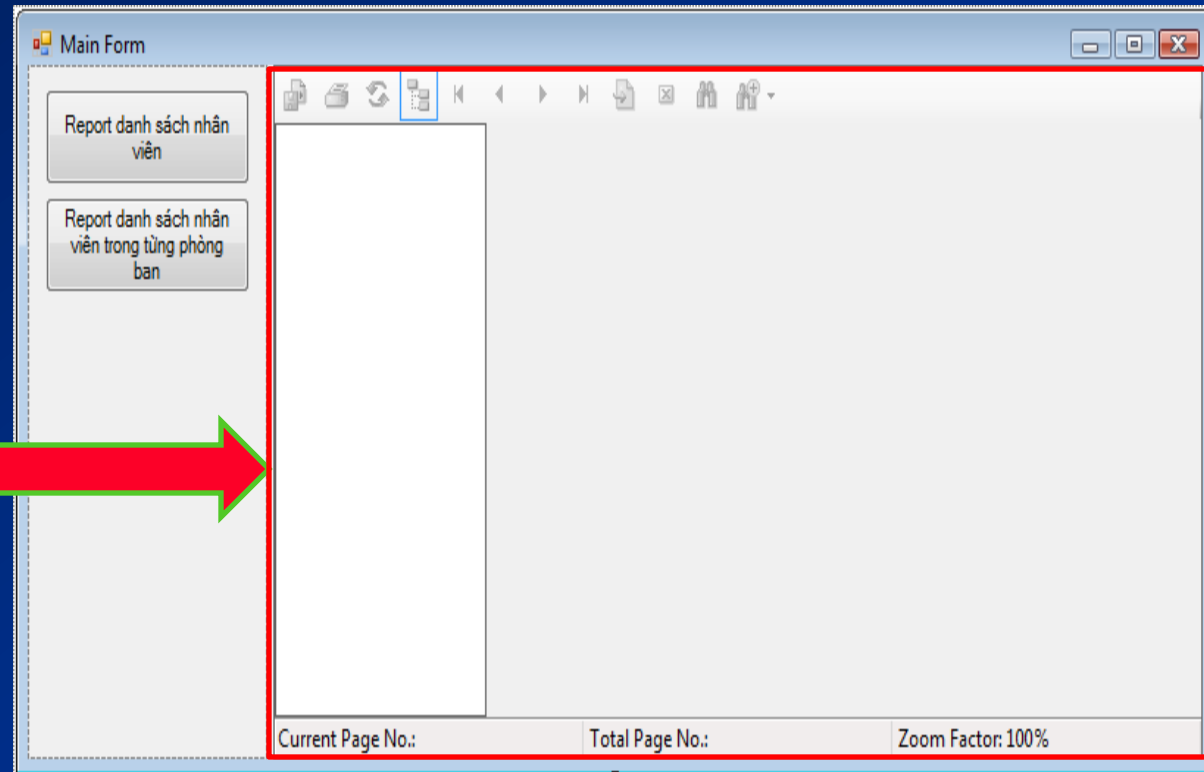 Main Form
Report danh sách nhân
viên
Report danh sách nhân
viên trong từng phòng
ban
Current Page No.: Total Page No.: Zoom Factor: 100%